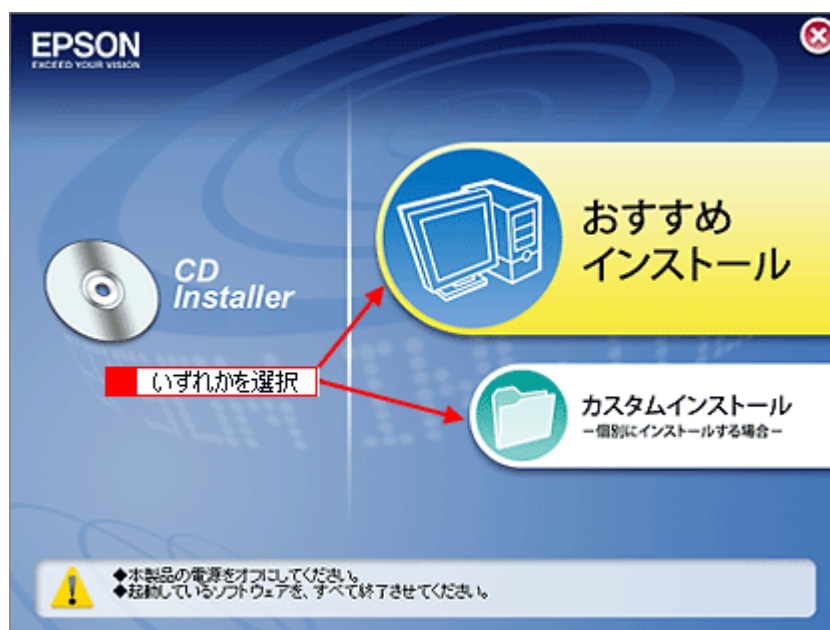 EPSON
EXCEED YOUR VISION
おすすめ
インストール
CD
Installer
いずれかを選択
カスタムインストール
－個別にインストールする場合－
◆本製品の電源をオフにしてください。
◆起動しているソフトウェアを、すべて終了させてください。